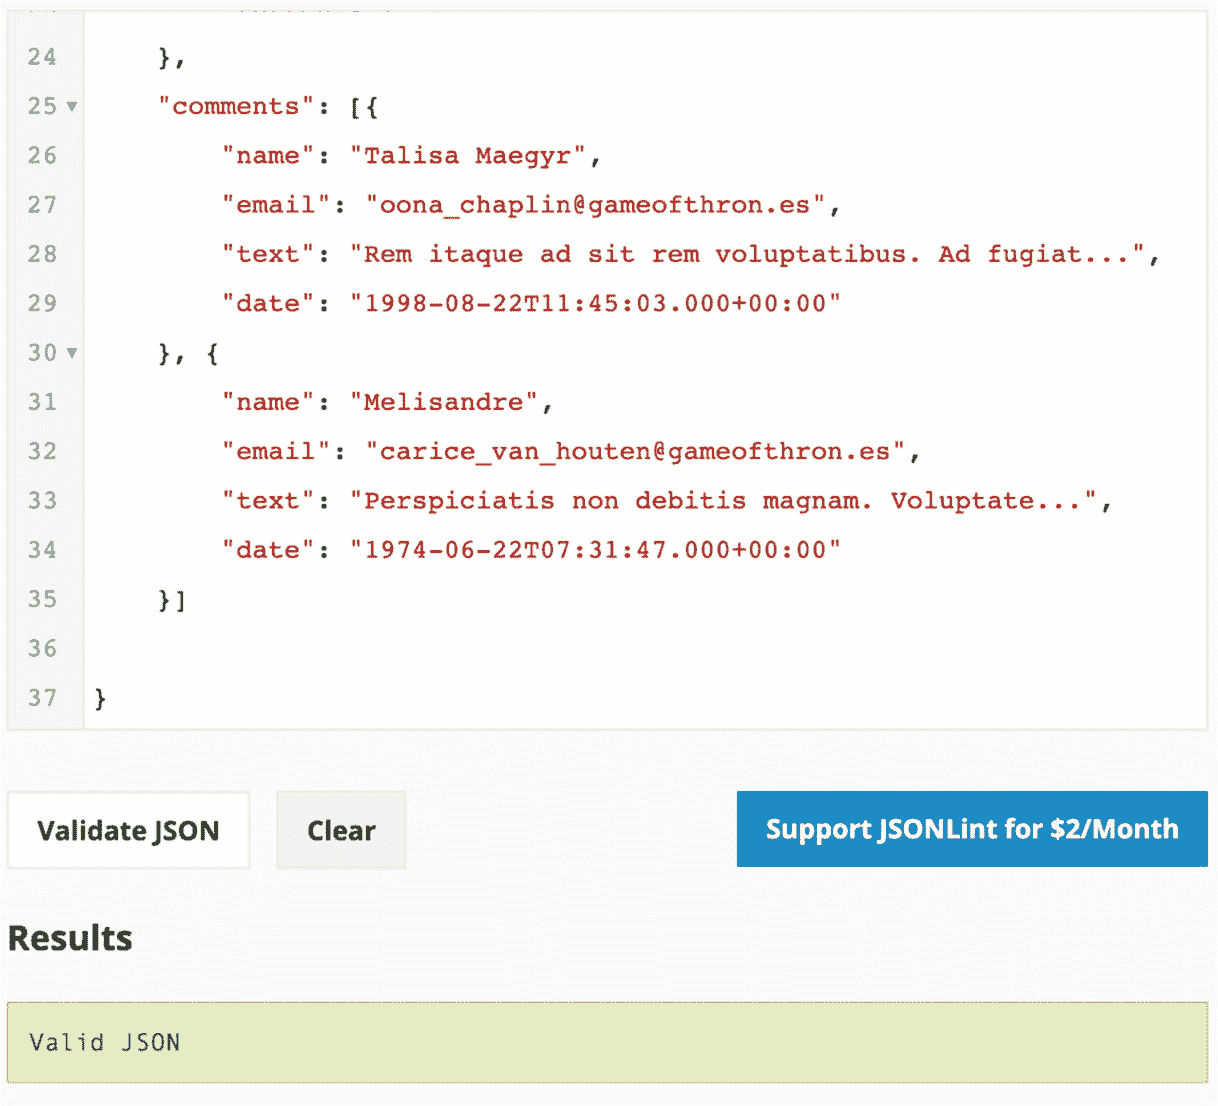 24 },
25 "comments": [{
26 "name": "Talisa Maegyr",
27 "email": "oona_chaplin@gameofthron.es",
28 "text": "Rem itaque ad sit rem voluptatibus. Ad fugiat...",
29 "date": "1998-08-22T11:45:03.000+00:00"
30 }, {
31 "name": "Melisandre",
32 "email": "carice_van_houten@gameofthron.es",
33 "text": "Perspiciatis non debitis magnam. Voluptate...",
34 "date": "1974-06-22T07:31:47.000+00:00"
35 }]
36
37 }
Validate JSON Clear Support JSONLint for $2/Month
Results
Valid JSON